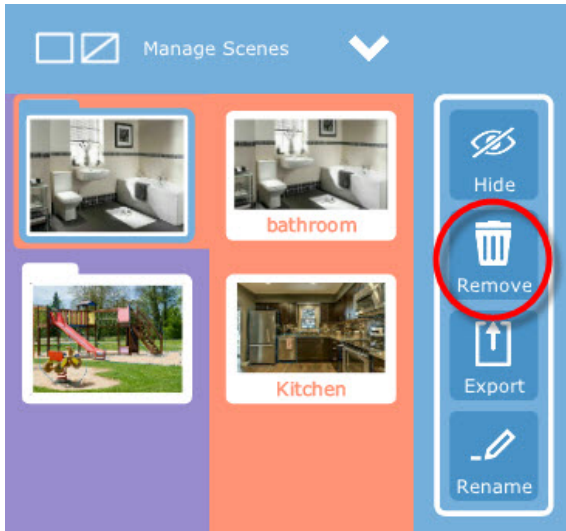 Manage Scenes
Hide
bathroom
Remove
Kitchen
Export
Rename